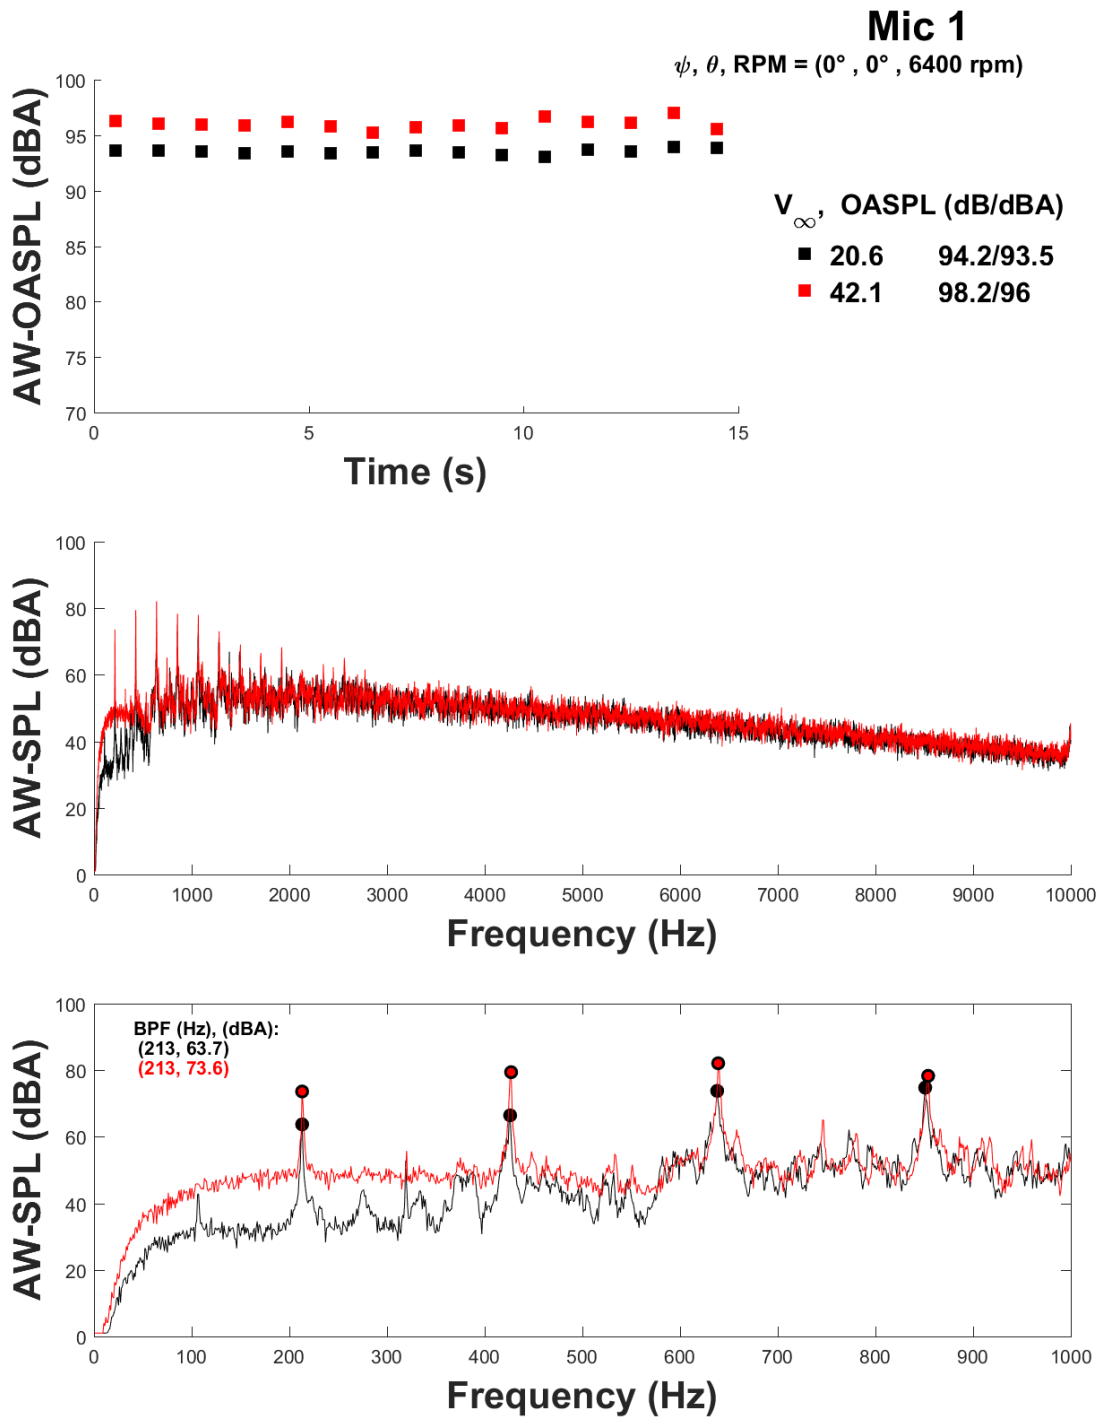 Mic 1
ψ, θ, RPM = (0° , 0° , 6400 rpm)
100
95
90
85
80
75
70
AW-OASPL (dBA)
0 5 10 15
Time (s)
V∞, OASPL (dB/dBA)
20.6 94.2/93.5
42.1 98.2/96
100
80
60
40
20
0
AW-SPL (dBA)
0 1000 2000 3000 4000 5000 6000 7000 8000 9000 10000
Frequency (Hz)
100
80
60
40
20
0
AW-SPL (dBA)
BPF (Hz), (dBA):
(213, 63.7)
(213, 73.6)
0 100 200 300 400 500 600 700 800 900 1000
Frequency (Hz)